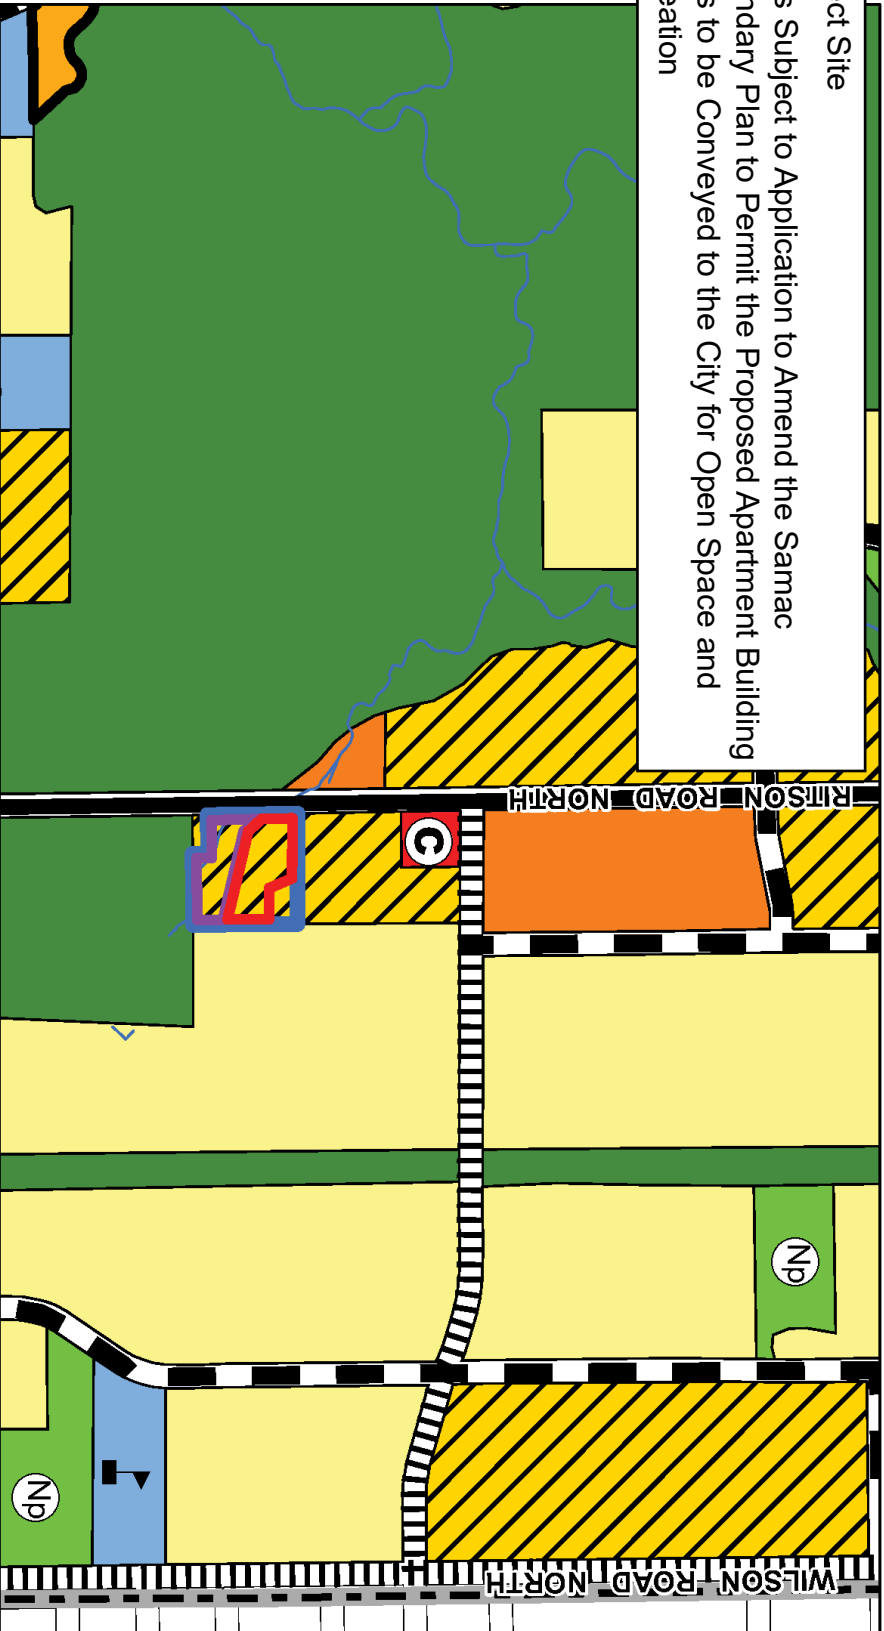 ct Site
s Subject to Application to Amend the Samac
ndary Plan to Permit the Proposed Apartment Building
s to be Conveyed to the City for Open Space and
eation
RITSON ROAD NORTH
C
Np
Np
WILSON ROAD NORTH